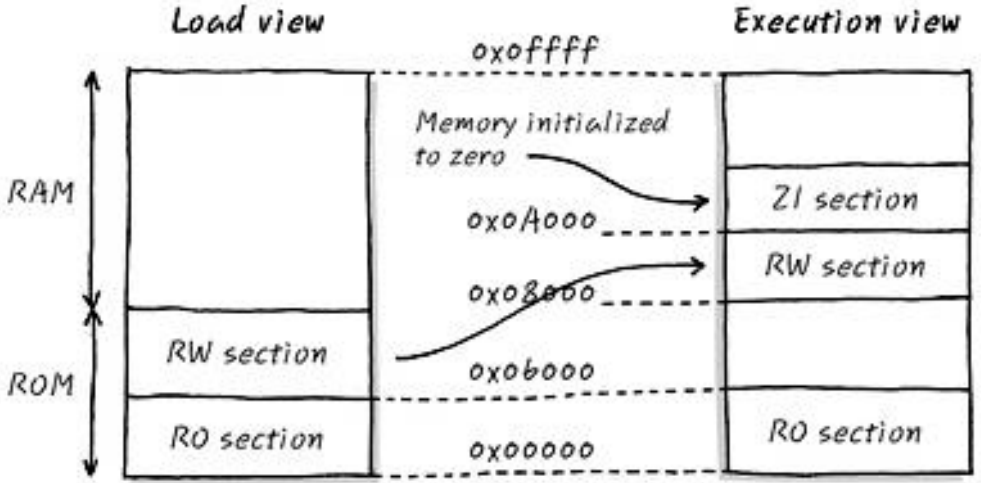 Load view
Execution view
0x0ffff
Memory initialized
to zero
RAM
ZI section
0x0A000
RW section
0x08000
RW section
ROM
0x06000
RO section
RO section
0x00000